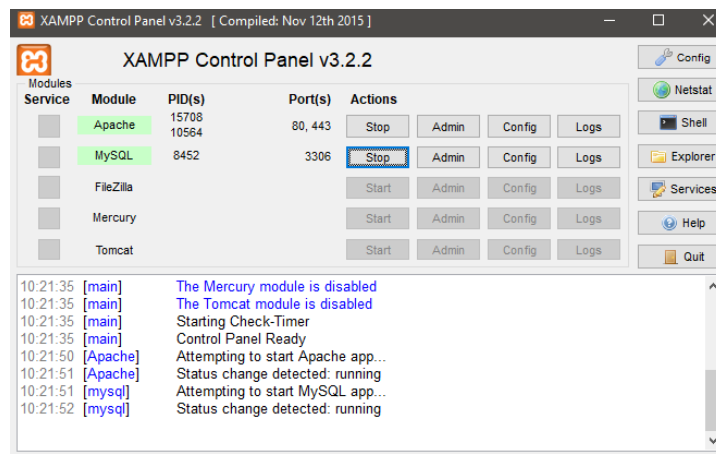 XAMPP Control Panel v3.2.2 [ Compiled: Nov 12th 2015 ]
XAMPP Control Panel v3.2.2
Config
Modules
Service Module PID(s) Port(s) Actions
Netstat
Apache 15708 10564 80, 443 Stop Admin Config Logs
Shell
MySQL 8452 3306 Stop Admin Config Logs
Explorer
FileZilla Start Admin Config Logs
Services
Mercury Start Admin Config Logs
Help
Tomcat Start Admin Config Logs
Quit
10:21:35 [main] The Mercury module is disabled
10:21:35 [main] The Tomcat module is disabled
10:21:35 [main] Starting Check-Timer
10:21:35 [main] Control Panel Ready
10:21:50 [Apache] Attempting to start Apache app...
10:21:51 [Apache] Status change detected: running
10:21:51 [mysql] Attempting to start MySQL app...
10:21:52 [mysql] Status change detected: running